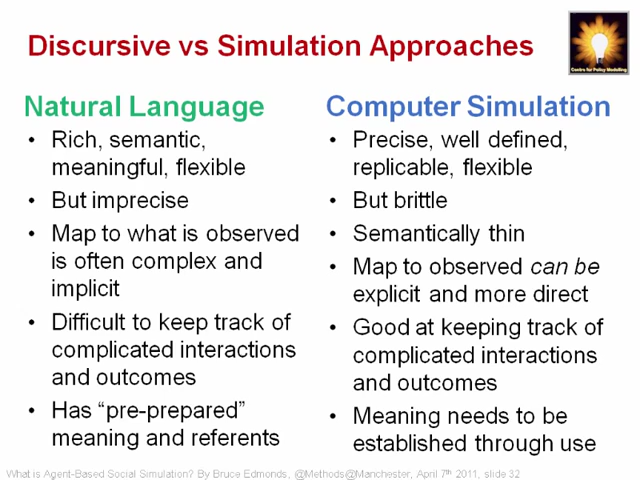 Discursive vs Simulation Approaches
Centre for Policy Modelling
Natural Language
• Rich, semantic,
meaningful, flexible
• But imprecise
• Map to what is observed
is often complex and
implicit
• Difficult to keep track of
complicated interactions
and outcomes
• Has “pre-prepared”
meaning and referents
Computer Simulation
• Precise, well defined,
replicable, flexible
• But brittle
• Semantically thin
• Map to observed can be
explicit and more direct
• Good at keeping track of
complicated interactions
and outcomes
• Meaning needs to be
established through use
What is Agent-Based Social Simulation? By Bruce Edmonds, @Methods@Manchester, April 7th 2011, slide 32